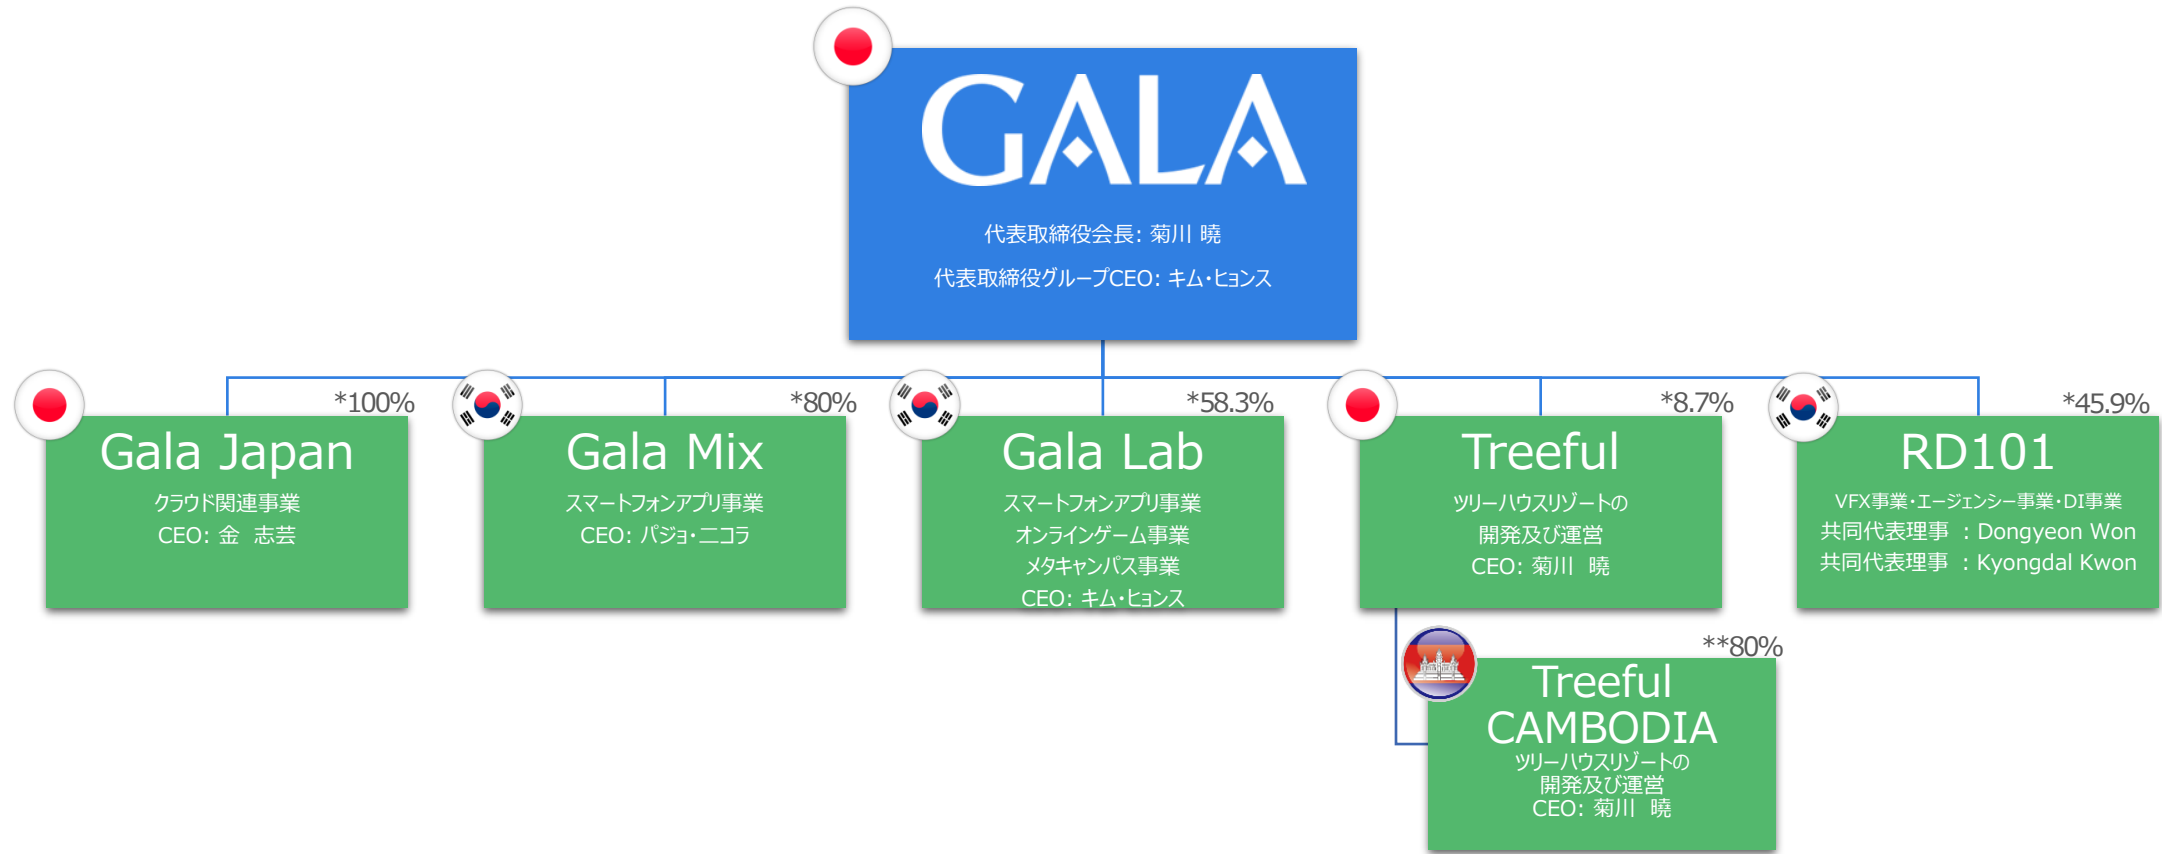 GALA
代表取締役会長: 菊川 曉
代表取締役グループCEO: キム・ヒョンス
*100%
Gala Japan
クラウド関連事業
CEO: 金 志芸
*80%
Gala Mix
スマートフォンアプリ事業
CEO: パジョ・ニコラ
*58.3%
Gala Lab
スマートフォンアプリ事業
オンラインゲーム事業
メタキャンパス事業
CEO: キム・ヒョンス
*8.7%
Treeful
ツリーハウスリゾートの
開発及び運営
CEO: 菊川 曉
*45.9%
RD101
VFX事業・エージェンシー事業・DI事業
共同代表理事 : Dongyeon Won
共同代表理事 : Kyongdal Kwon
**80%
Treeful
CAMBODIA
ツリーハウスリゾートの
開発及び運営
CEO: 菊川 曉